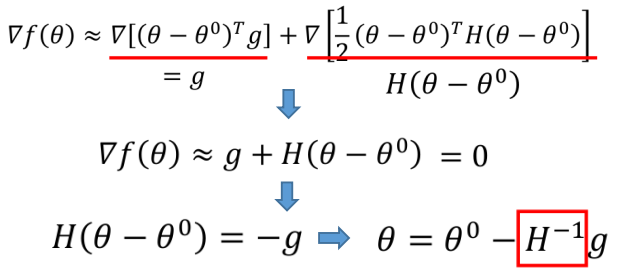 ∇f(θ) ≈ ∇[(θ − θ⁰)ᵀg] + ∇[½(θ − θ⁰)ᵀH(θ − θ⁰)]
= g
H(θ − θ⁰)
∇f(θ) ≈ g + H(θ − θ⁰) = 0
H(θ − θ⁰) = −g θ = θ⁰ − H⁻¹g